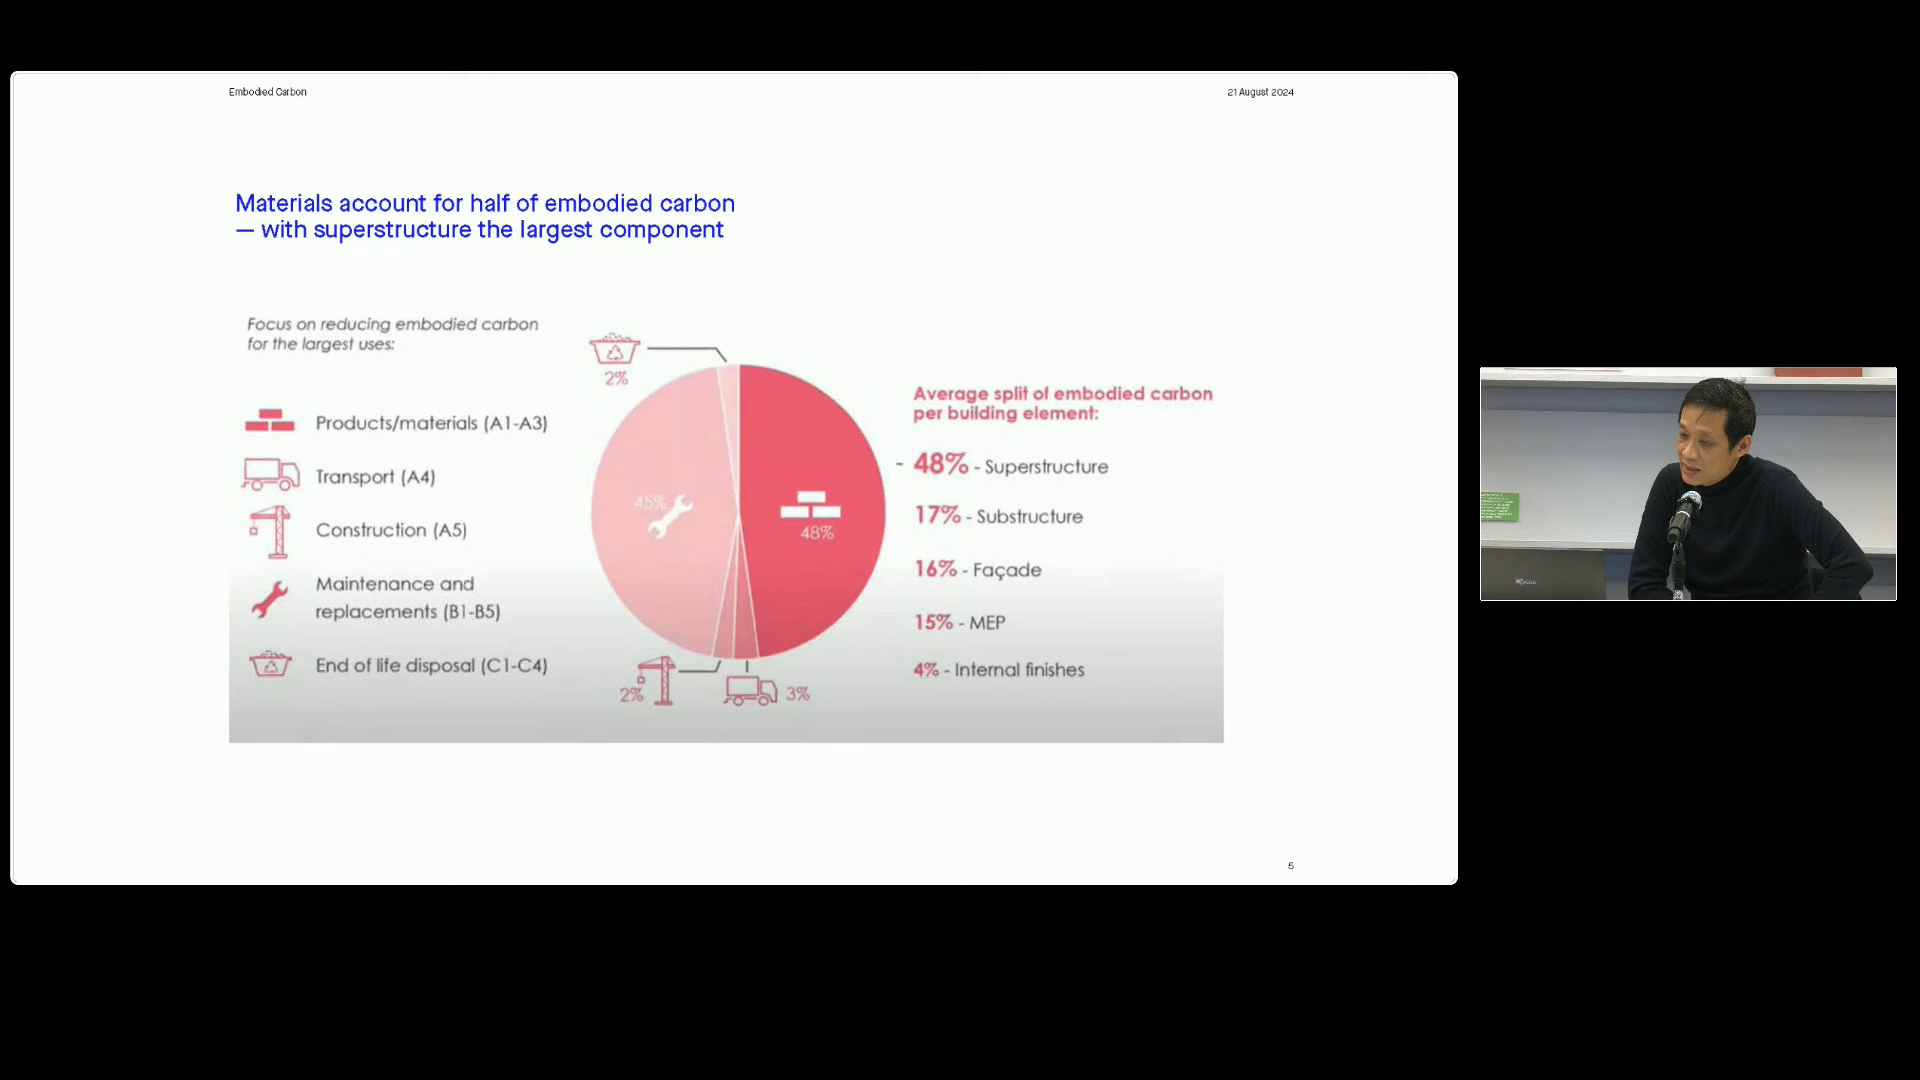 Embodied Carbon
21 August 2024
Materials account for half of embodied carbon
— with superstructure the largest component
Focus on reducing embodied carbon
for the largest uses:
Products/materials (A1-A3)
Transport (A4)
Construction (A5)
Maintenance and
replacements (B1-B5)
End of life disposal (C1-C4)
2%
45%
48%
2%
3%
Average split of embodied carbon
per building element:
- 48% - Superstructure
17% - Substructure
16% - Façade
15% - MEP
4% - Internal finishes
5